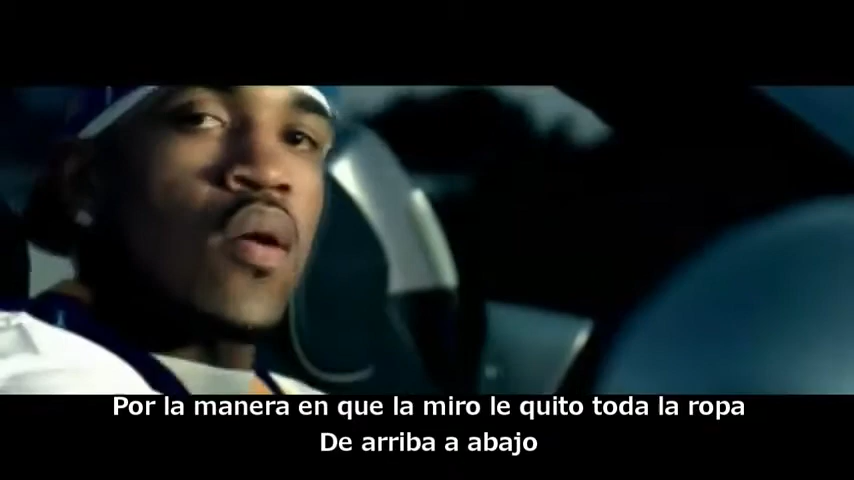 Por la manera en que la miro le quito toda la ropa
De arriba a abajo